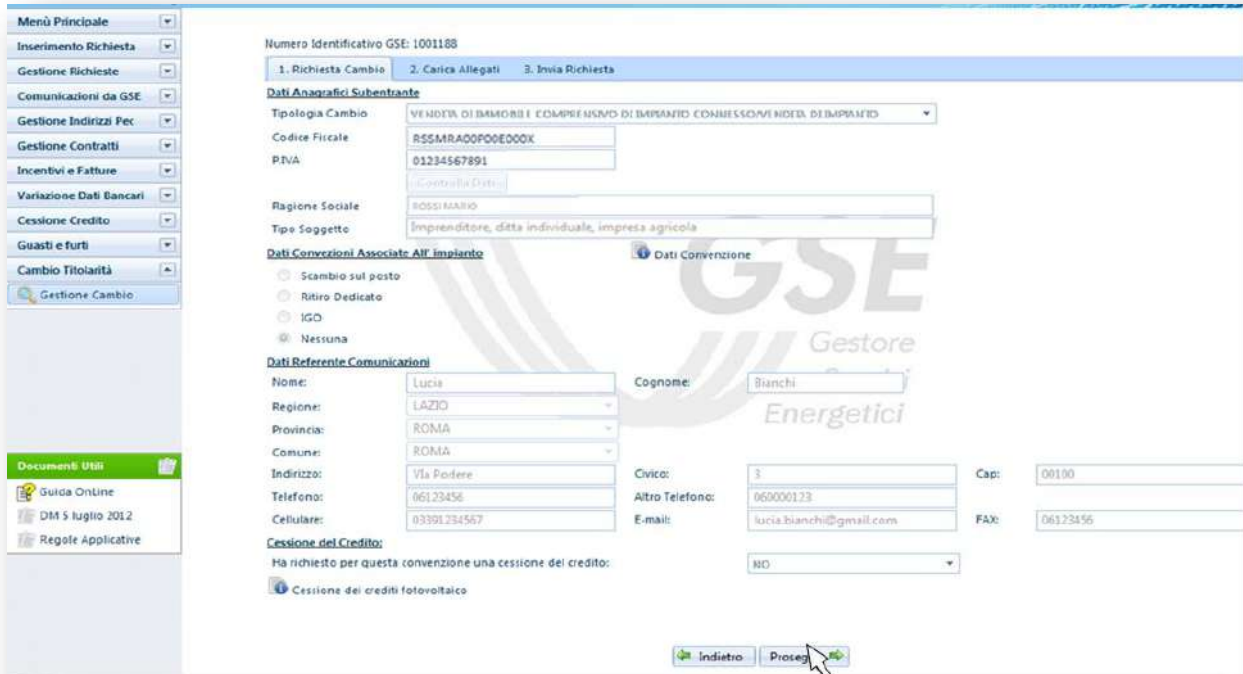 Menù Principale
Inserimento Richiesta
Gestione Richieste
Comunicazioni da GSE
Gestione Indirizzi Pec
Gestione Contratti
Incentivi e Fatture
Variazione Dati Bancari
Cessione Credito
Guasti e furti
Cambio Titolarità
Gestione Cambio
Documenti Utili
Guida OnLine
DM 5 luglio 2012
Regole Applicative
Numero Identificativo GSE: 1001188
1. Richiesta Cambio 2. Carica Allegati 3. Invia Richiesta
Dati Anagrafici Subentrante
Tipologia Cambio VENDITA DI IMMOBILE COMPRENSIVO DI IMPIANTO CONNESSO/VENDITA DI IMPIANTO
Codice Fiscale RSSMRA00P00E000X
P.IVA 01234567891
Controlla Dati
Ragione Sociale ROSSI MARIO
Tipo Soggetto Imprenditore, ditta individuale, impresa agricola
Dati Convezioni Associate All' impianto Dati Convenzione
Scambio sul posto
Ritiro Dedicato
IGO
Nessuna
GSE
Gestore
Energetici
Dati Referente Comunicazioni
Nome: Lucia Cognome: Bianchi
Regione: LAZIO
Provincia: ROMA
Comune: ROMA
Indirizzo: VIa Podere Civico: 3 Cap: 00100
Telefono: 06123456 Altro Telefono: 060000123
Cellulare: 03391234567 E-mail: lucia.bianchi@gmail.com FAX: 06123456
Cessione del Credito:
Ha richiesto per questa convenzione una cessione del credito: NO
Cessione dei crediti fotovoltaico
Indietro Proseg